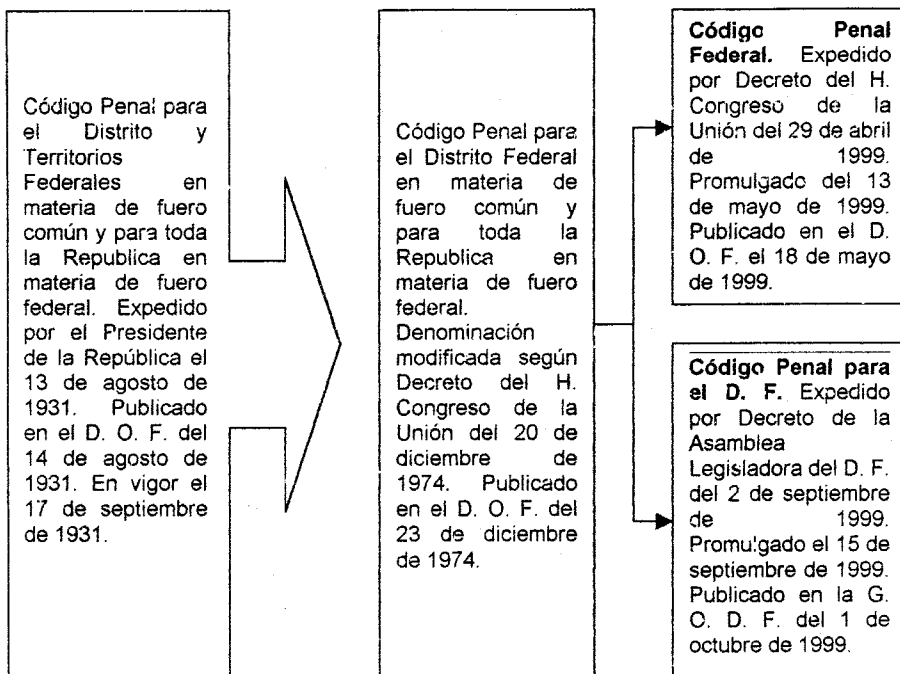 Código Penal para
el Distrito y
Territorios
Federales en
materia de fuero
común y para toda
la Republica en
materia de fuero
federal. Expedido
por el Presidente
de la República el
13 de agosto de
1931. Publicado
en el D. O. F. del
14 de agosto de
1931. En vigor el
17 de septiembre
de 1931.
Código Penal para
el Distrito Federal
en materia de
fuero común y
para toda la
Republica en
materia de fuero
federal.
Denominación
modificada según
Decreto del H.
Congreso de la
Unión del 20 de
diciembre de
1974. Publicado
en el D. O. F. del
23 de diciembre
de 1974.
Código Penal
Federal. Expedido
por Decreto del H.
Congreso de la
Unión del 29 de abril
de 1999.
Promulgado del 13
de mayo de 1999.
Publicado en el D.
O. F. el 18 de mayo
de 1999.
Código Penal para
el D. F. Expedido
por Decreto de la
Asamblea
Legisladora del D. F.
del 2 de septiembre
de 1999.
Promulgado el 15 de
septiembre de 1999.
Publicado en la G.
O. D. F. del 1 de
octubre de 1999.